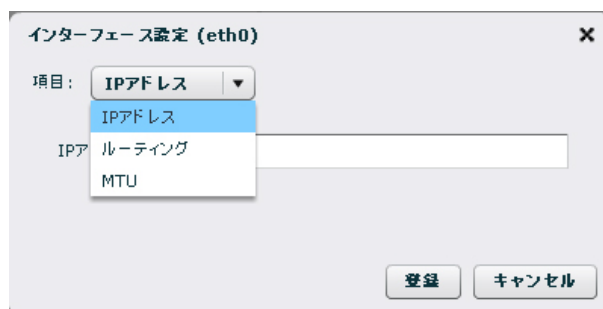 インターフェース設定 (eth0)
項目: IPアドレス
IPアドレス
IPア ルーティング
MTU
登録 キャンセル